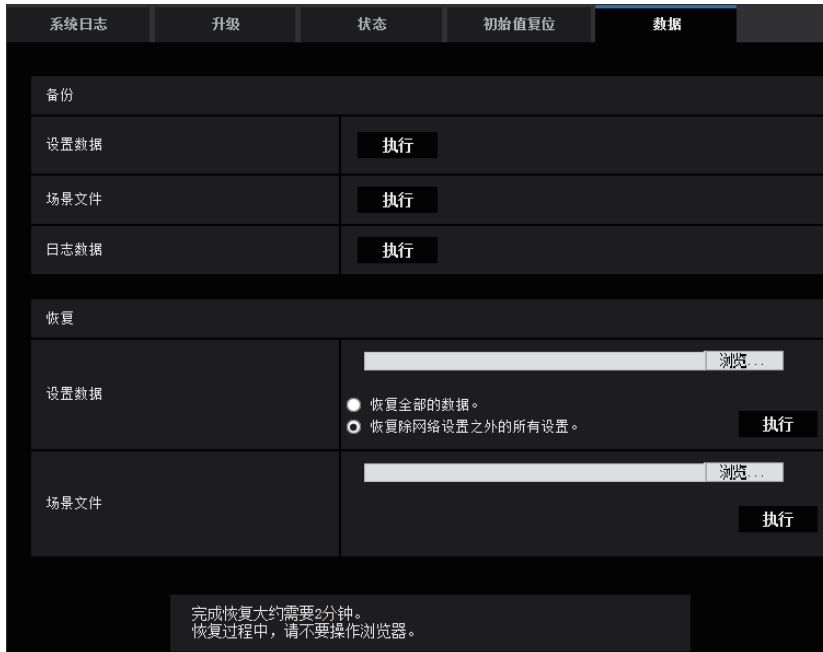 系统日志 升级 状态 初始值复位 数据
备份
设置数据 执行
场景文件 执行
日志数据 执行
恢复
浏览...
设置数据
恢复全部的数据。
恢复除网络设置之外的所有设置。 执行
浏览...
场景文件
执行
完成恢复大约需要2分钟。
恢复过程中，请不要操作浏览器。